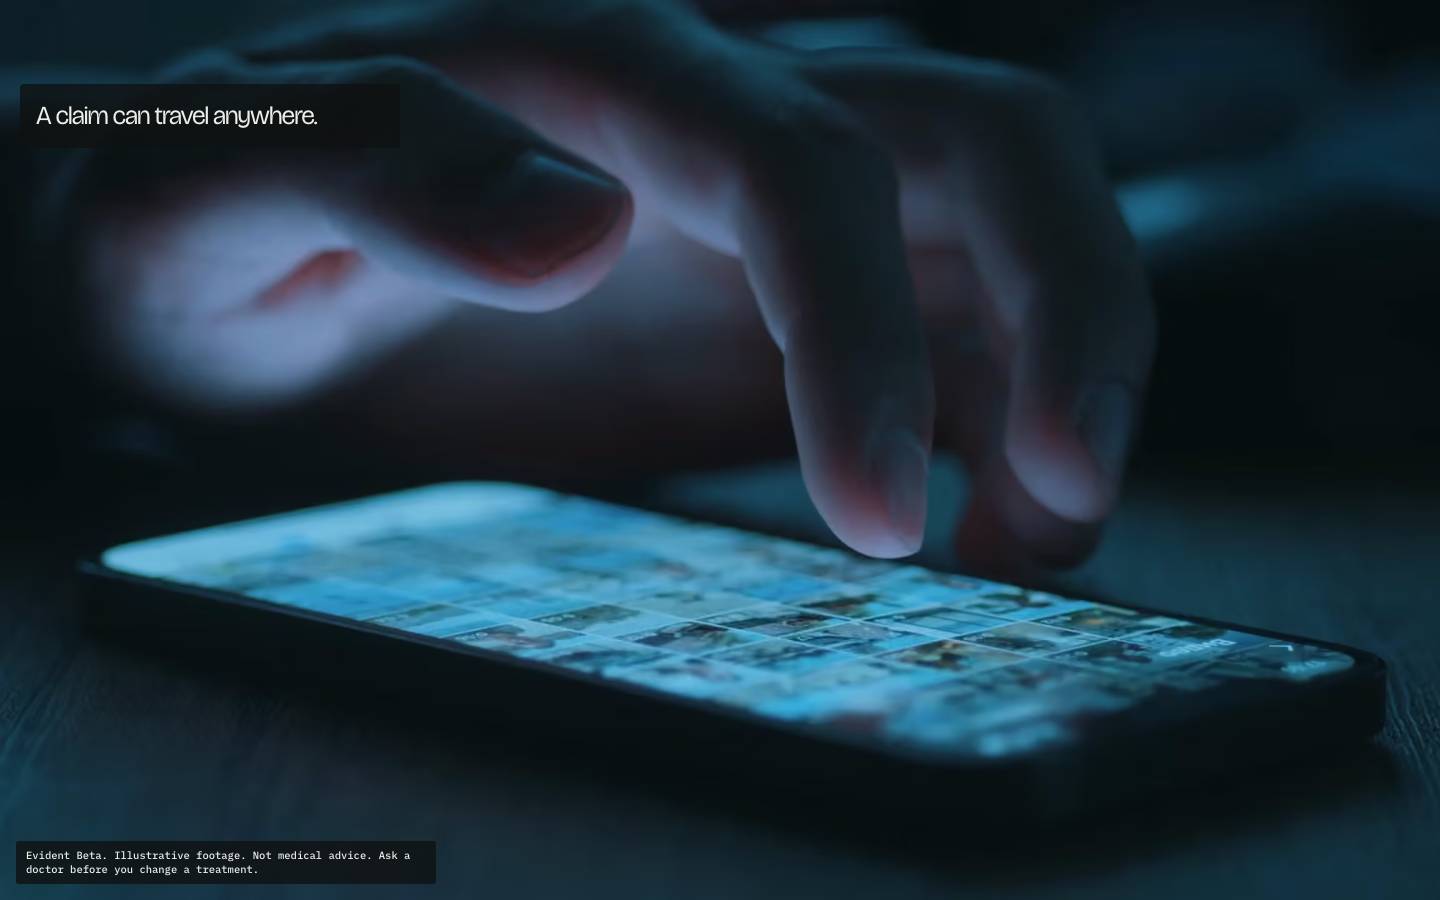 A claim can travel anywhere.
Evident Beta. Illustrative footage. Not medical advice. Ask a
doctor before you change a treatment.